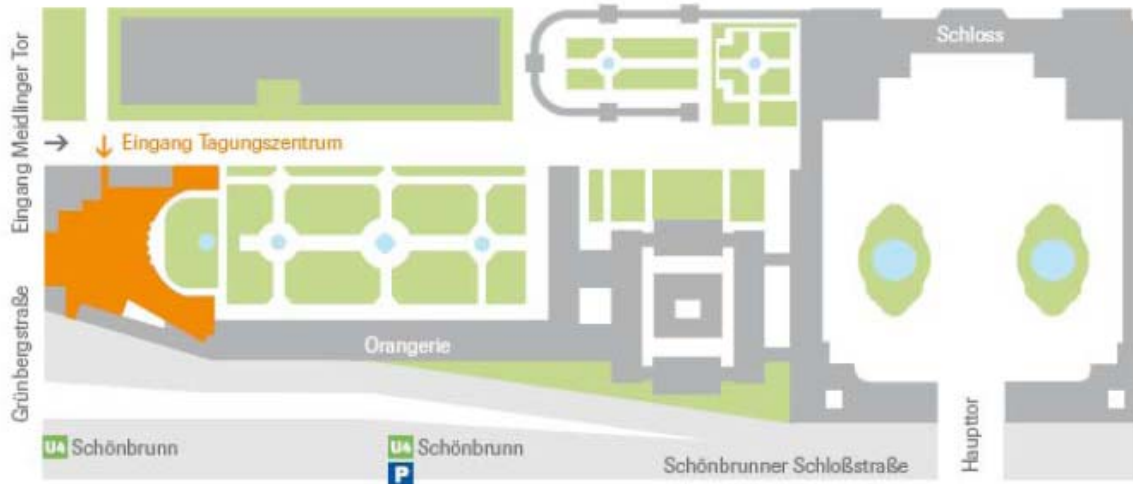 Schloss
Eingang Meidlinger Tor
Eingang Tagungszentrum
Grünbergstraße
Orangerie
U4 Schönbrunn
U4 Schönbrunn
P
Schönbrunner Schloßstraße
Haupttor